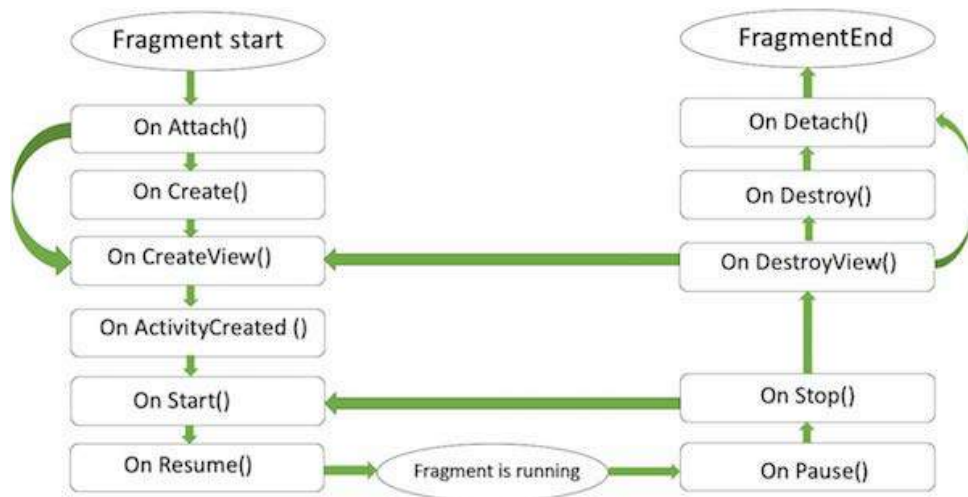 Fragment start
On Attach()
On Create()
On CreateView()
On ActivityCreated ()
On Start()
On Resume()
Fragment is running
On Pause()
On Stop()
On DestroyView()
On Destroy()
On Detach()
FragmentEnd